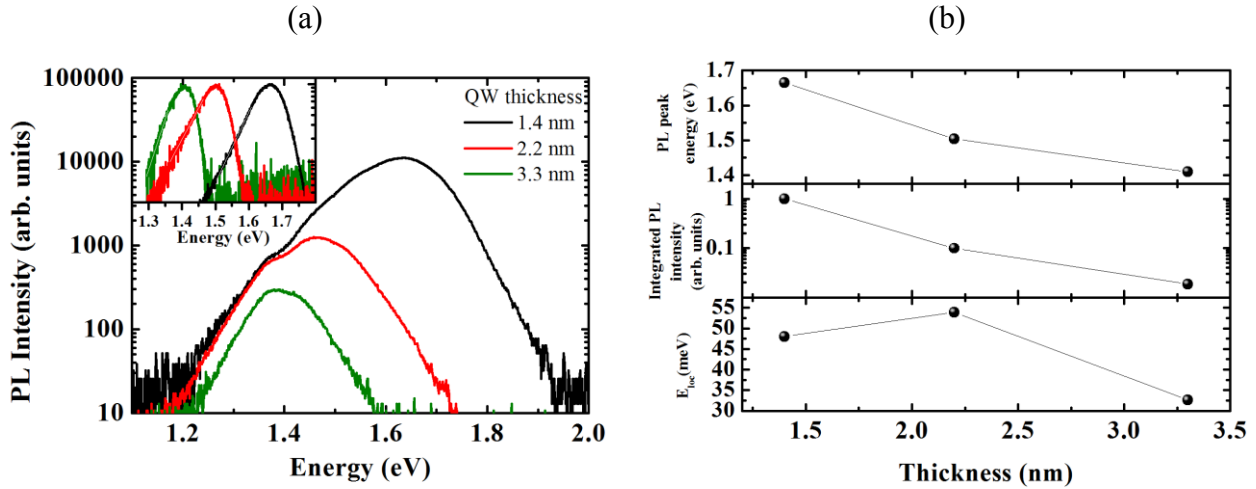 (a)
(b)
100000
10000
1000
100
10
PL Intensity (arb. units)
QW thickness
1.4 nm
2.2 nm
3.3 nm
1.3 1.4 1.5 1.6 1.7
Energy (eV)
1.2 1.4 1.6 1.8 2.0
Energy (eV)
1.7
1.6
1.5
1.4
PL peak
energy (eV)
1
0.1
Integrated PL
intensity
(arb. units)
55
50
45
40
35
30
E_loc(meV)
1.5 2.0 2.5 3.0 3.5
Thickness (nm)